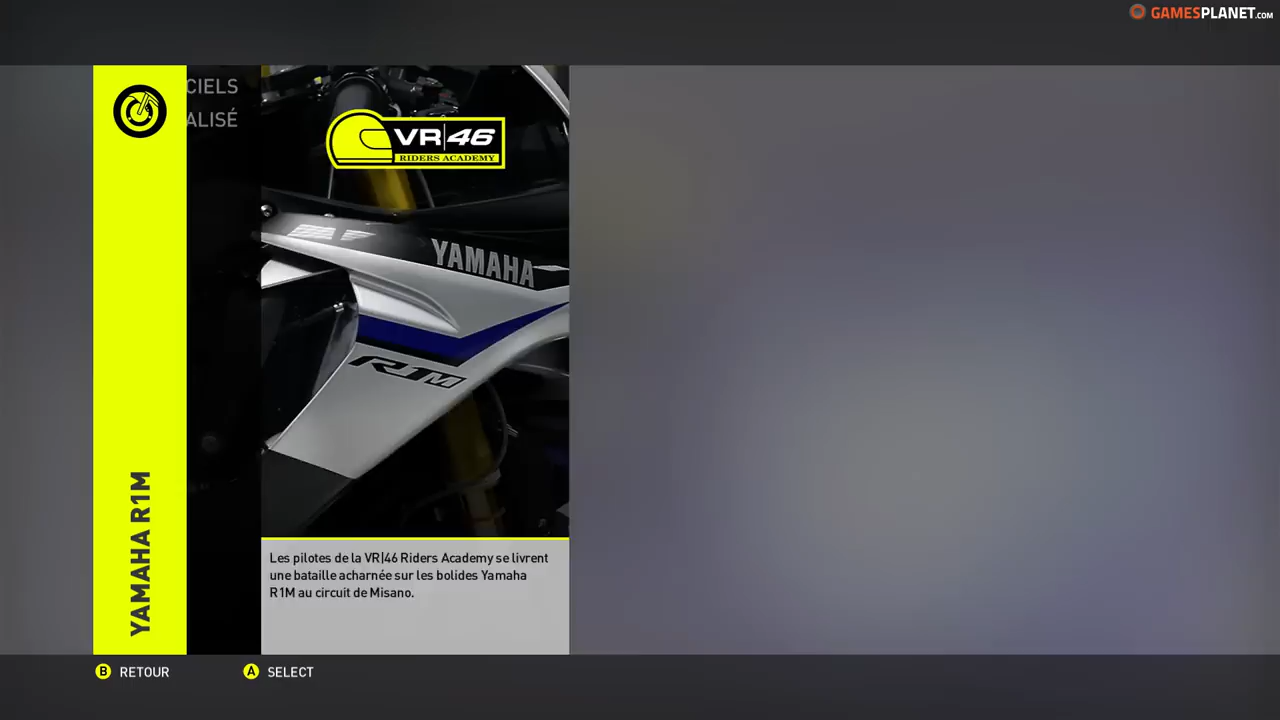 GAMESPLANET.COM
CIELS
ALISÉ
VR|46
RIDERS ACADEMY
YAMAHA
R1M
YAMAHA R1M
Les pilotes de la VR|46 Riders Academy se livrent
une bataille acharnée sur les bolides Yamaha
R1M au circuit de Misano.
B RETOUR
A SELECT